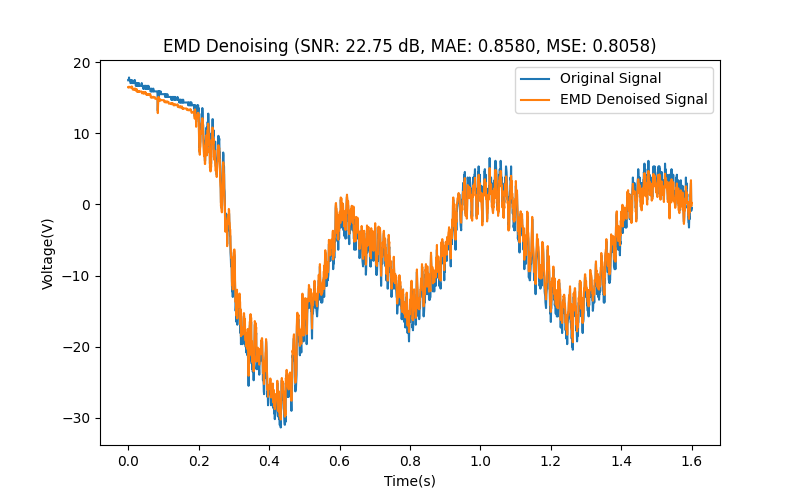 EMD Denoising (SNR: 22.75 dB, MAE: 0.8580, MSE: 0.8058)
Original Signal
EMD Denoised Signal
20
10
0
−10
−20
−30
Voltage(V)
0.0 0.2 0.4 0.6 0.8 1.0 1.2 1.4 1.6
Time(s)